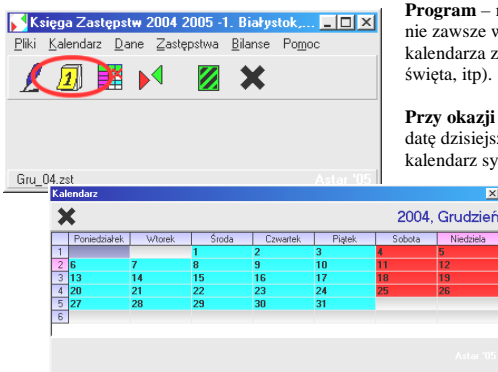 Księga Zastępstw 2004 2005 -1. Białystok,...
Pliki Kalendarz Dane Zastępstwa Bilanse Pomoc
1
Gru_04.zst Astar '05
Program –
nie zawsze
kalendarza
święta, itp).
Przy okazji
datę
kalendarz
Kalendarz
2004, Grudzień
Poniedziałek Wtorek Środa Czwartek Piątek Sobota Niedziela
1 1 2 3 4 5
2 6 7 8 9 10 11 12
3 13 14 15 16 17 18 19
4 20 21 22 23 24 25 26
5 27 28 29 30 31
6
Astar '05